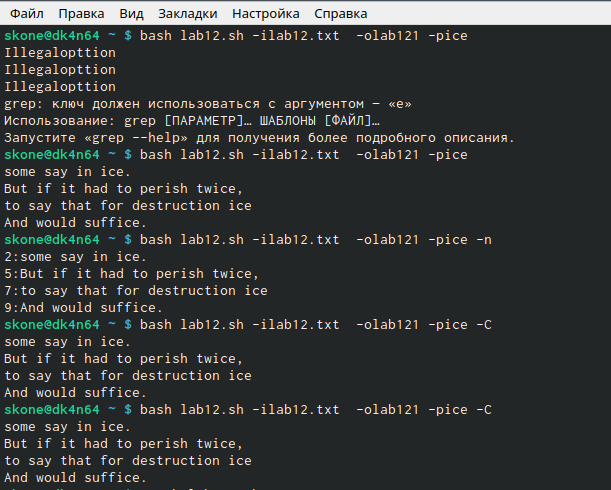 Файл Правка Вид Закладки Настройка Справка
skone@dk4n64 ~ $ bash lab12.sh -ilab12.txt  -olab121 -pice
Illegalopttion
Illegalopttion
Illegalopttion
grep: ключ должен использоваться с аргументом — «e»
Использование: grep [ПАРАМЕТР]… ШАБЛОНЫ [ФАЙЛ]…
Запустите «grep --help» для получения более подробного описания.
skone@dk4n64 ~ $ bash lab12.sh -ilab12.txt  -olab121 -pice
some say in ice.
But if it had to perish twice,
to say that for destruction ice
And would suffice.
skone@dk4n64 ~ $ bash lab12.sh -ilab12.txt  -olab121 -pice -n
2:some say in ice.
5:But if it had to perish twice,
7:to say that for destruction ice
9:And would suffice.
skone@dk4n64 ~ $ bash lab12.sh -ilab12.txt  -olab121 -pice -C
some say in ice.
But if it had to perish twice,
to say that for destruction ice
And would suffice.
skone@dk4n64 ~ $ bash lab12.sh -ilab12.txt  -olab121 -pice -C
some say in ice.
But if it had to perish twice,
to say that for destruction ice
And would suffice.